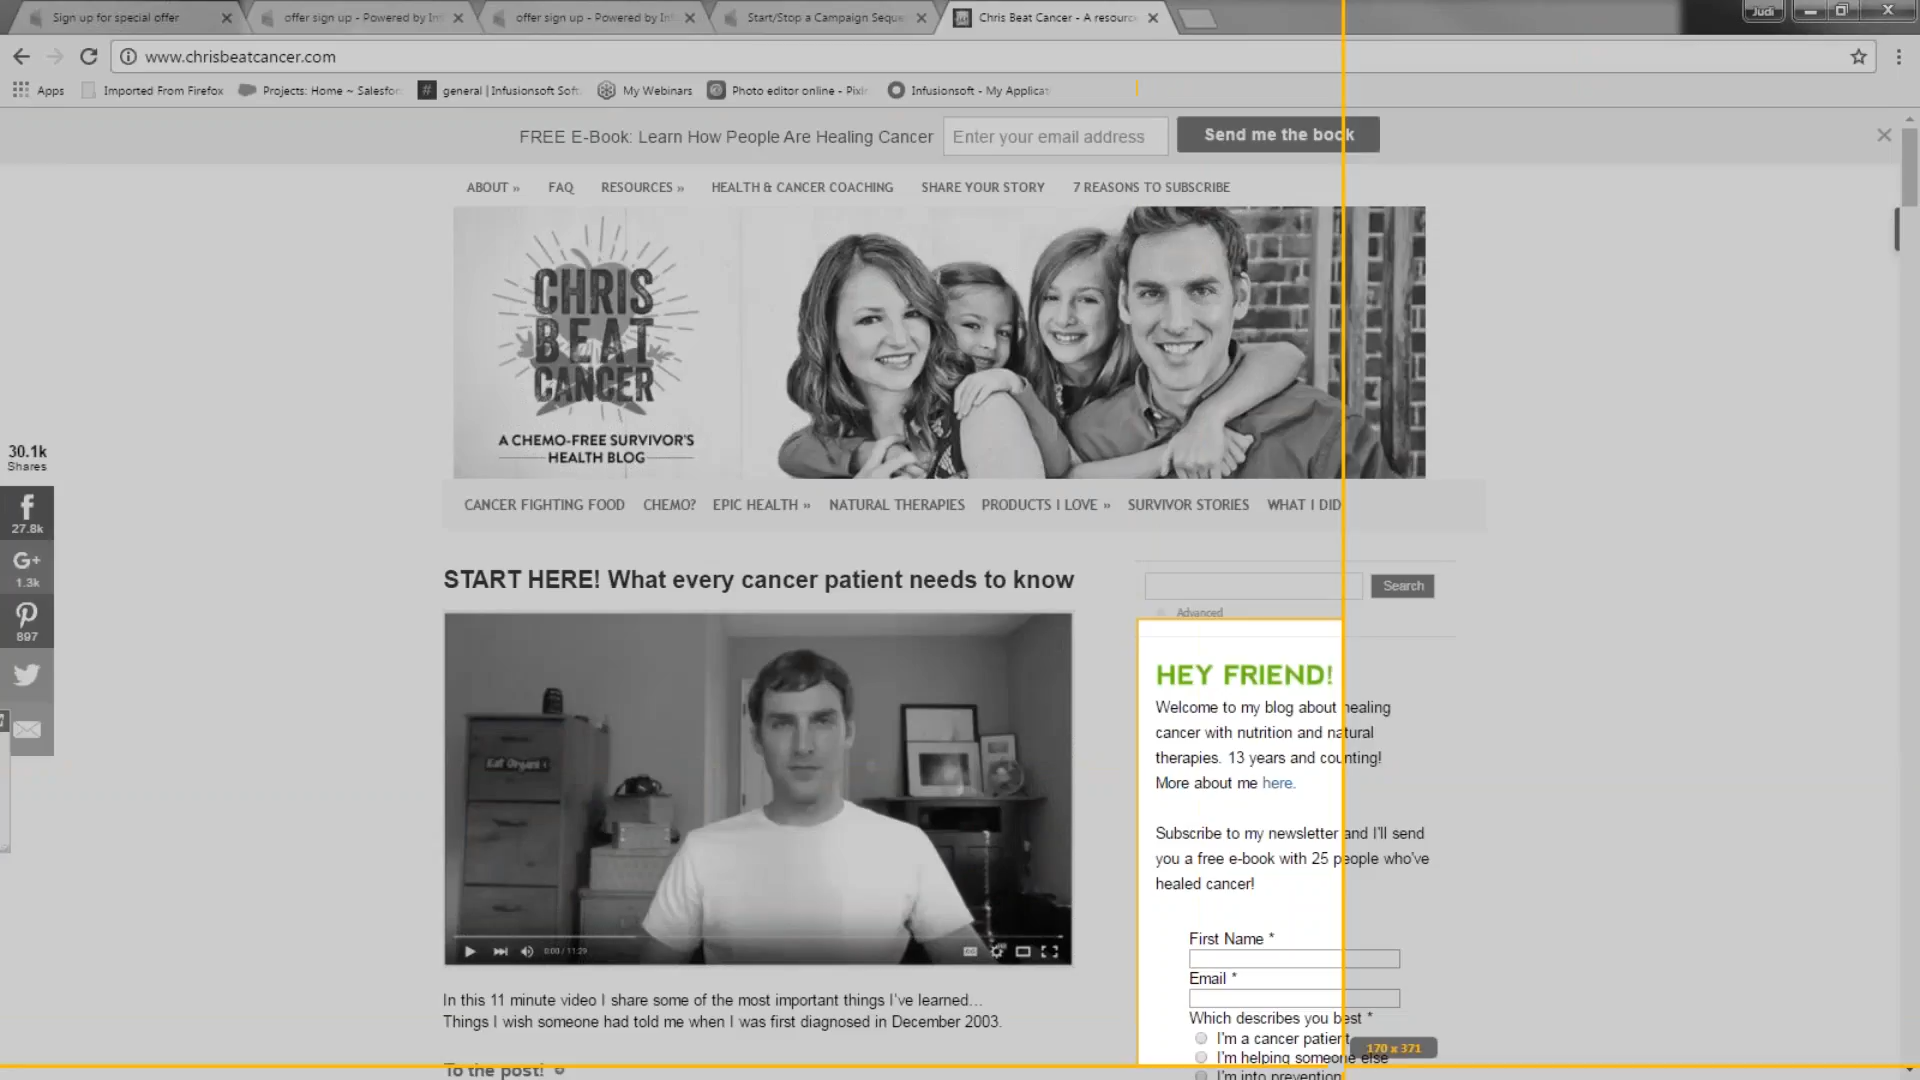 Sign up for special offer
offer sign up - Powered by Inf
offer sign up - Powered by Inf
Start/Stop a Campaign Seque
Chris Beat Cancer - A resourc
Judi
www.chrisbeatcancer.com
Apps
Imported From Firefox
Projects: Home ~ Salesfor
general | Infusionsoft Soft
My Webinars
Photo editor online - Pixlr
Infusionsoft - My Applicat
FREE E-Book: Learn How People Are Healing Cancer
Enter your email address
Send me the book
ABOUT »
FAQ
RESOURCES »
HEALTH & CANCER COACHING
SHARE YOUR STORY
7 REASONS TO SUBSCRIBE
CHRIS
BEAT
CANCER
A CHEMO-FREE SURVIVOR'S
HEALTH BLOG
30.1k
Shares
27.8k
G+
1.3k
897
CANCER FIGHTING FOOD
CHEMO?
EPIC HEALTH »
NATURAL THERAPIES
PRODUCTS I LOVE »
SURVIVOR STORIES
WHAT I DID
START HERE! What every cancer patient needs to know
Search
Advanced
Eat Organic
0:00 / 11:29
HEY FRIEND!
Welcome to my blog about healing
cancer with nutrition and natural
therapies. 13 years and counting!
More about me here.
Subscribe to my newsletter and I'll send
you a free e-book with 25 people who've
healed cancer!
First Name *
Email *
Which describes you best *
I'm a cancer patient
I'm helping someone else
I'm into prevention
170 x 371
In this 11 minute video I share some of the most important things I've learned…
Things I wish someone had told me when I was first diagnosed in December 2003.
To the post!